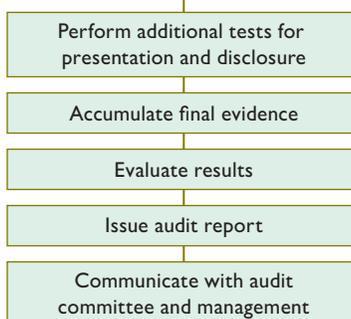 Perform additional tests for
presentation and disclosure
Accumulate final evidence
Evaluate results
Issue audit report
Communicate with audit
committee and management